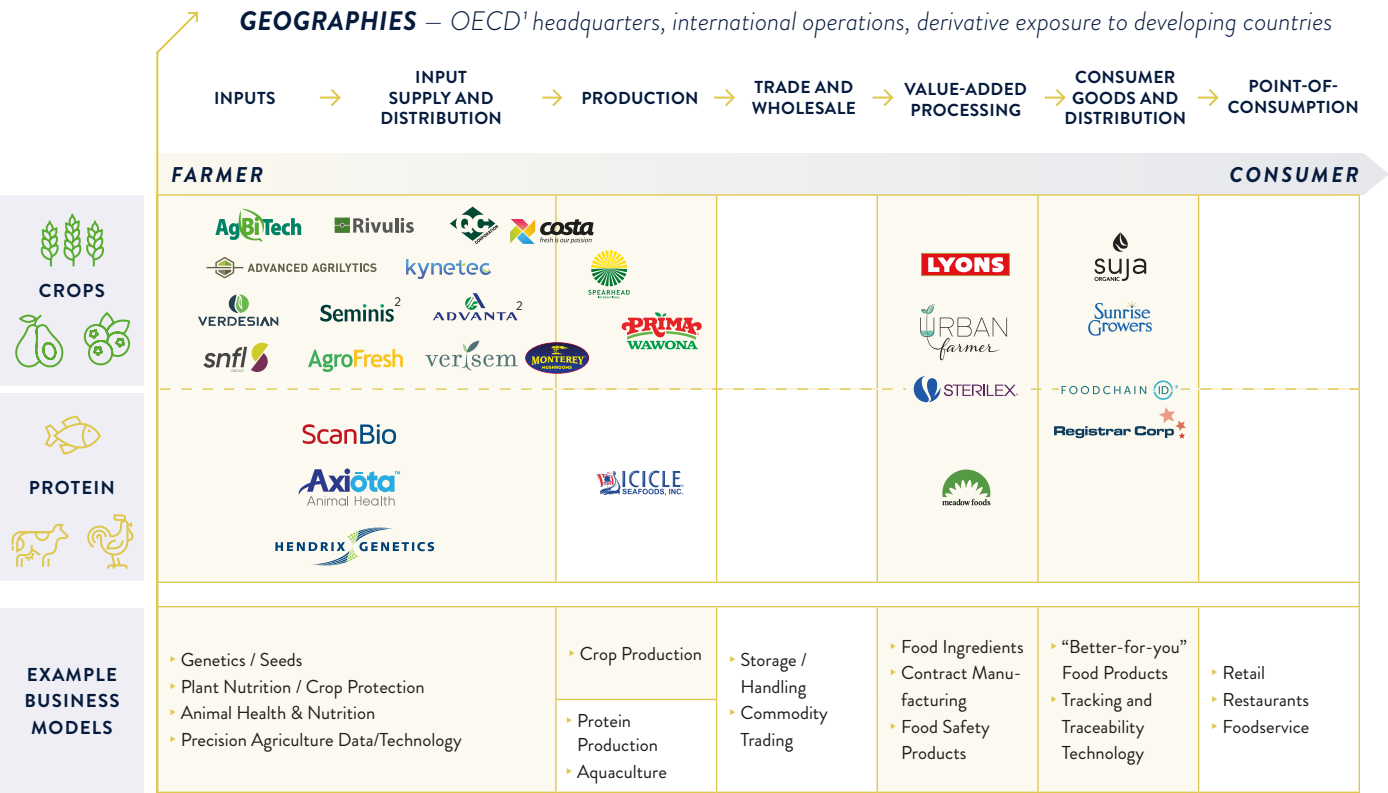 GEOGRAPHIES — OECD¹ headquarters, international operations, derivative exposure to developing countries
INPUTS
INPUT
SUPPLY AND
DISTRIBUTION
PRODUCTION
TRADE AND
WHOLESALE
VALUE-ADDED
PROCESSING
CONSUMER
GOODS AND
DISTRIBUTION
POINT-OF-
CONSUMPTION
FARMER
CONSUMER
CROPS
AgBiTech
Rivulis
QC
CORPORATION
costa
fresh is our passion
ADVANCED AGRILYTICS
kynetec
SPEARHEAD
VERDESIAN
Seminis²
ADVANTA²
PRIMA
WAWONA
snfl
AgroFresh
verisem
MONTEREY
MUSHROOMS
LYONS
URBAN
farmer
suja
ORGANIC
Sunrise
Growers
STERILEX
FOODCHAIN ID
PROTEIN
ScanBio
Axiōta™
Animal Health
HENDRIX GENETICS
ICICLE
SEAFOODS, INC.
meadow foods
Registrar Corp
EXAMPLE
BUSINESS
MODELS
Genetics / Seeds
Plant Nutrition / Crop Protection
Animal Health & Nutrition
Precision Agriculture Data/Technology
Crop Production
Protein
Production
Aquaculture
Storage /
Handling
Commodity
Trading
Food Ingredients
Contract Manu-
facturing
Food Safety
Products
“Better-for-you”
Food Products
Tracking and
Traceability
Technology
Retail
Restaurants
Foodservice